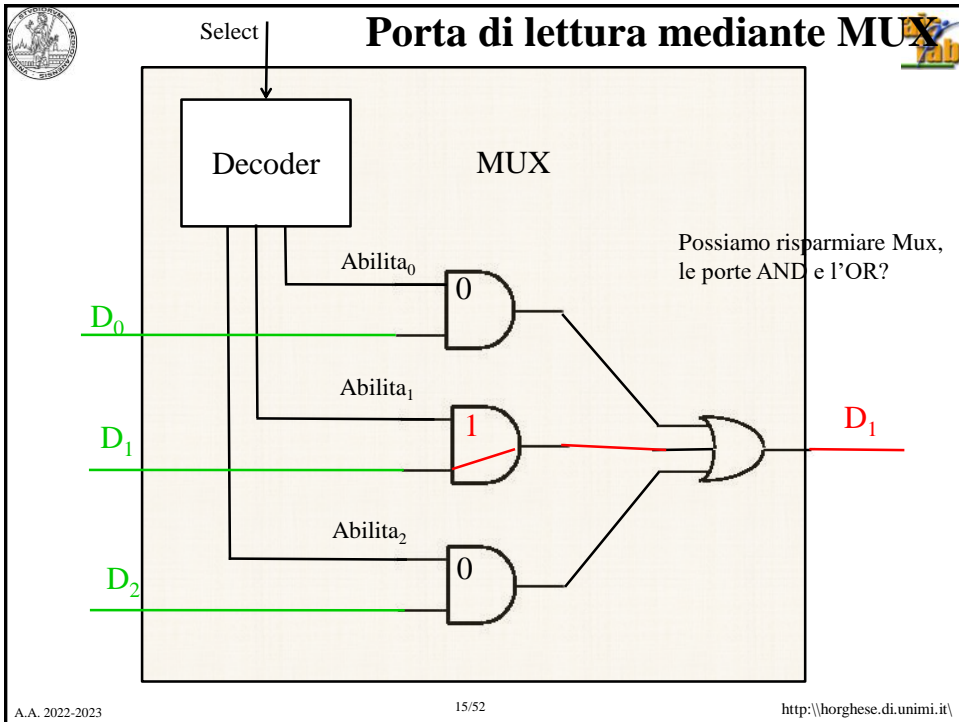 Select
Porta di lettura mediante MUX
Decoder
MUX
Possiamo risparmiare Mux,
le porte AND e l'OR?
Abilita0
0
D0
Abilita1
1
D1
D1
Abilita2
0
D2
A.A. 2022-2023
15/52
http:\\horghese.di.unimi.it\